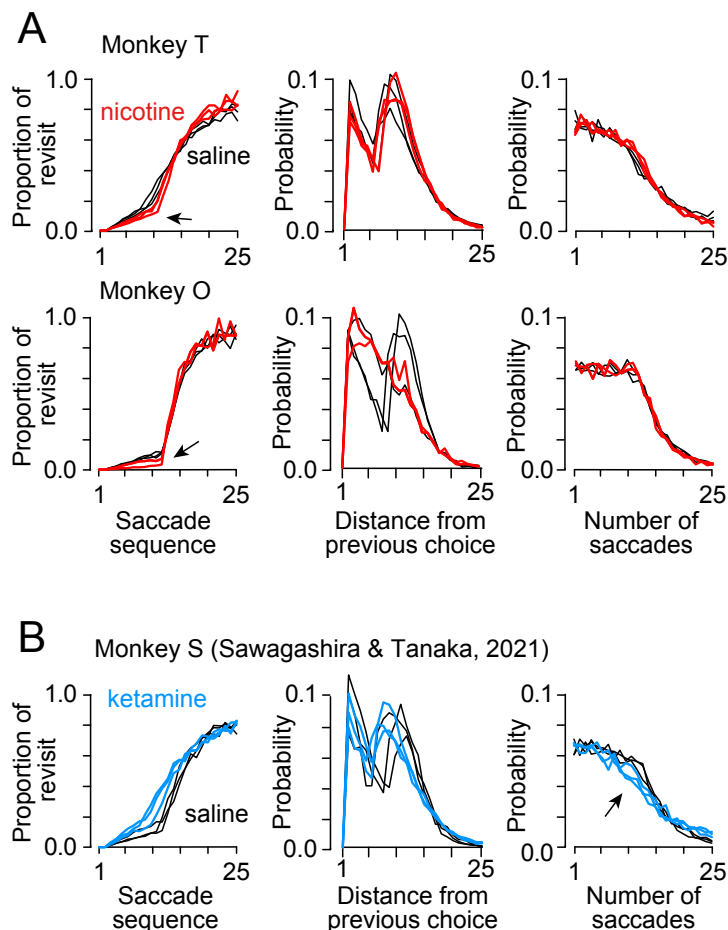 A
Monkey T
Proportion of
revisit
1.0
0.0
nicotine
saline
1
25
Probability
0.1
0.0
1
25
Probability
0.1
0.0
1
25
Monkey O
Proportion of
revisit
1.0
0.0
1
25
Saccade
sequence
Probability
0.1
0.0
1
25
Distance from
previous choice
Probability
0.1
0.0
1
25
Number of
saccades
B
Monkey S (Sawagashira & Tanaka, 2021)
Proportion of
revisit
1.0
0.0
ketamine
saline
1
25
Saccade
sequence
Probability
0.1
0.0
1
25
Distance from
previous choice
Probability
0.1
0.0
1
25
Number of
saccades